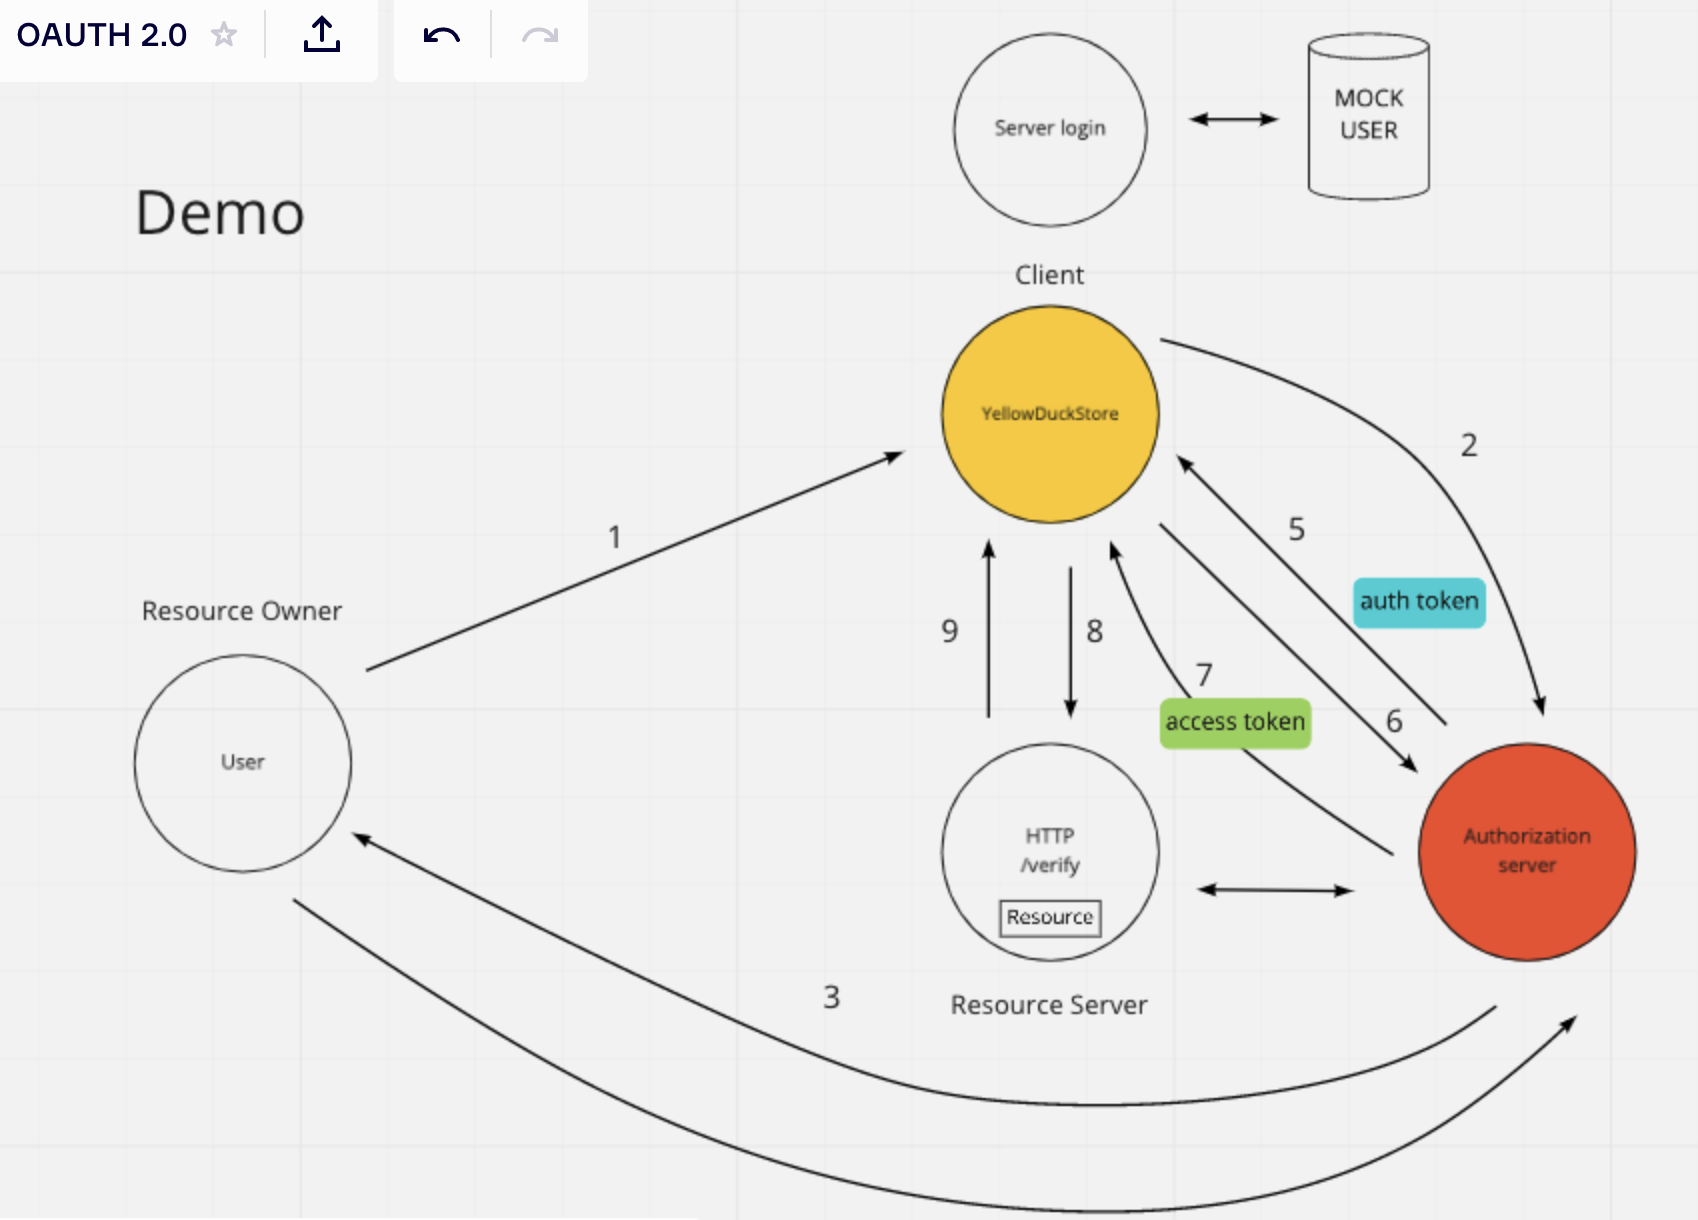 OAUTH 2.0
Server login
MOCK
USER
Demo
Client
YellowDuckStore
2
1
5
auth token
Resource Owner
9
8
7
access token
6
User
HTTP
/verify
Resource
Authorization
server
3
Resource Server